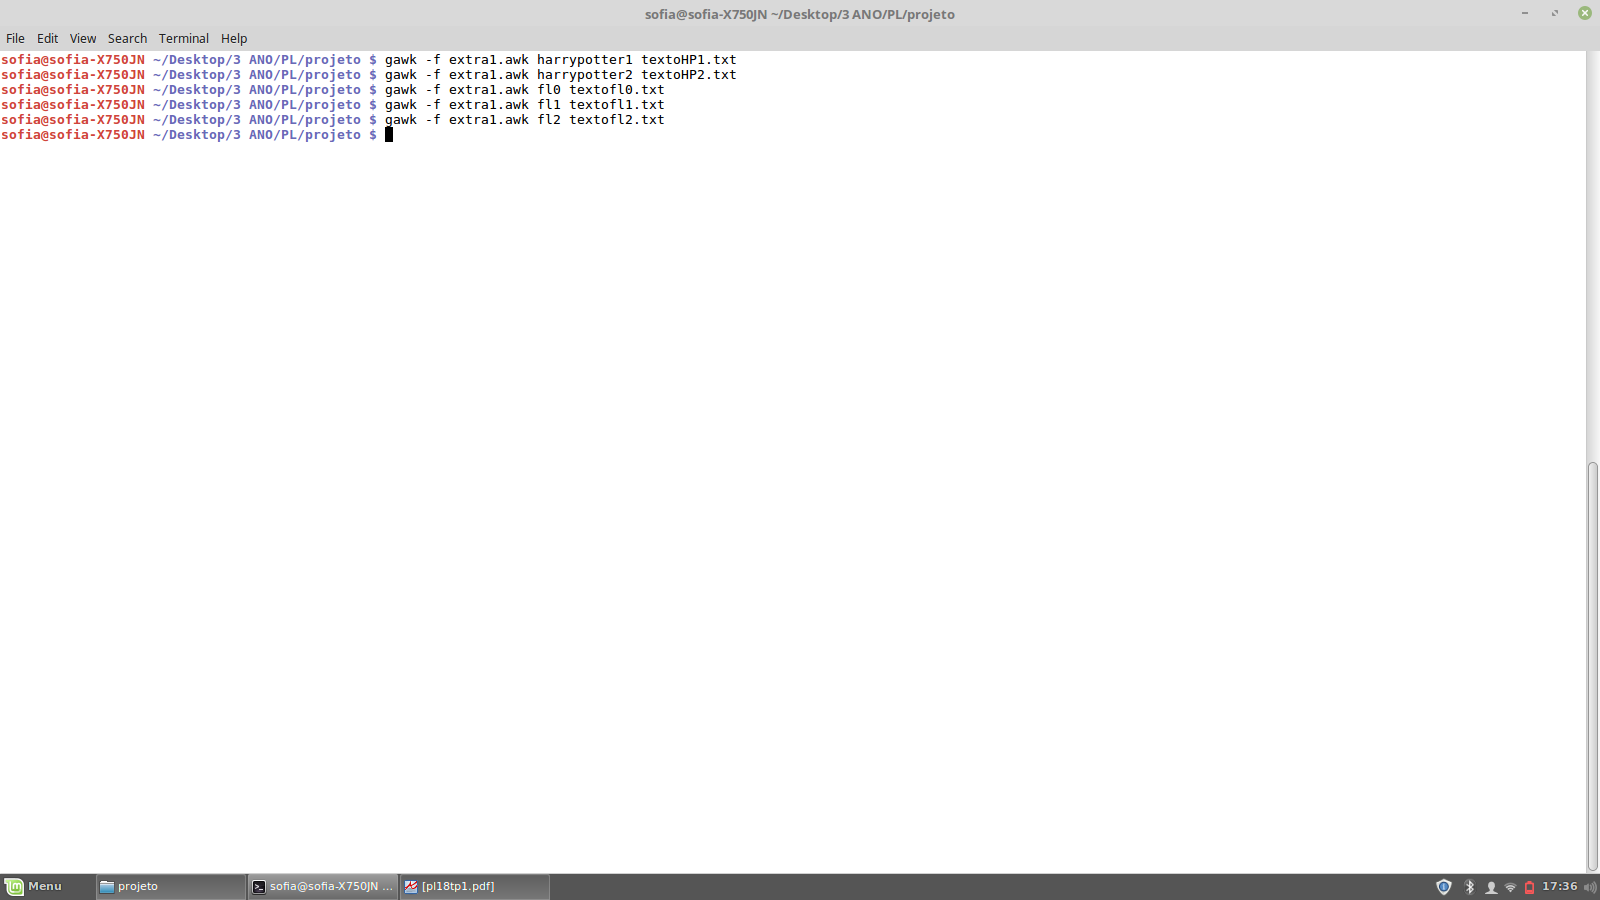 sofia@sofia-X750JN ~/Desktop/3 ANO/PL/projeto
File Edit View Search Terminal Help
sofia@sofia-X750JN ~/Desktop/3 ANO/PL/projeto $ gawk -f extra1.awk harrypotter1 textoHP1.txt
sofia@sofia-X750JN ~/Desktop/3 ANO/PL/projeto $ gawk -f extra1.awk harrypotter2 textoHP2.txt
sofia@sofia-X750JN ~/Desktop/3 ANO/PL/projeto $ gawk -f extra1.awk fl0 textofl0.txt
sofia@sofia-X750JN ~/Desktop/3 ANO/PL/projeto $ gawk -f extra1.awk fl1 textofl1.txt
sofia@sofia-X750JN ~/Desktop/3 ANO/PL/projeto $ gawk -f extra1.awk fl2 textofl2.txt
sofia@sofia-X750JN ~/Desktop/3 ANO/PL/projeto $
Menu projeto sofia@sofia-X750JN ... [pl18tp1.pdf] 17:36